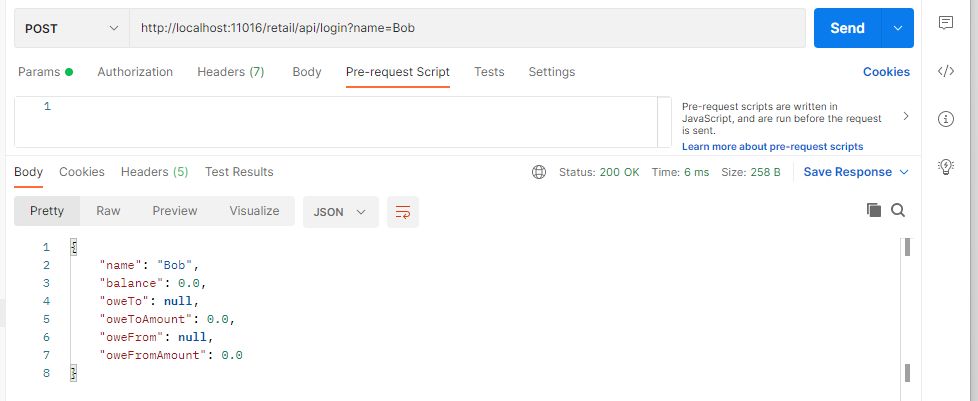 POST http://localhost:11016/retail/api/login?name=Bob Send
Params Authorization Headers (7) Body Pre-request Script Tests Settings Cookies
1
Pre-request scripts are written in
JavaScript, and are run before the request
is sent.
Learn more about pre-request scripts
Body Cookies Headers (5) Test Results Status: 200 OK Time: 6 ms Size: 258 B Save Response
Pretty Raw Preview Visualize JSON
1 {
2 "name": "Bob",
3 "balance": 0.0,
4 "oweTo": null,
5 "oweToAmount": 0.0,
6 "oweFrom": null,
7 "oweFromAmount": 0.0
8 }